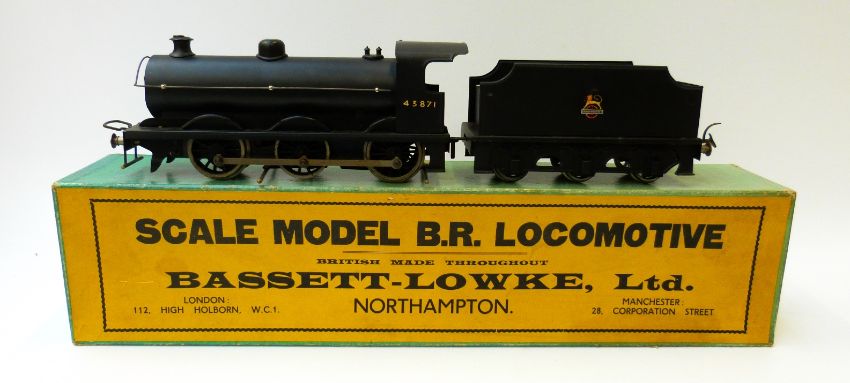 43871
SCALE MODEL B.R. LOCOMOTIVE
BRITISH MADE THROUGHOUT
BASSETT-LOWKE, Ltd.
LONDON:
112, HIGH HOLBORN, W.C.1.
NORTHAMPTON.
MANCHESTER:
28, CORPORATION STREET